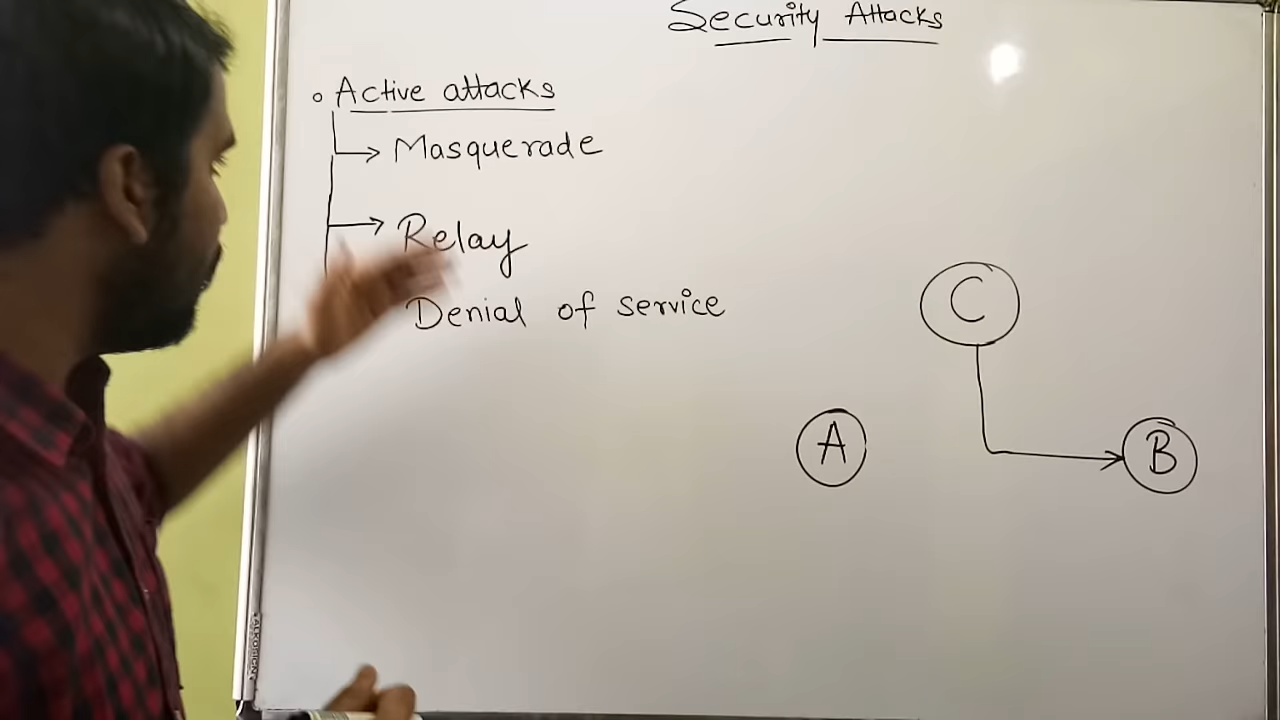 Security Attacks
Active attacks
Masquerade
Relay
Denial of service
C
A
B